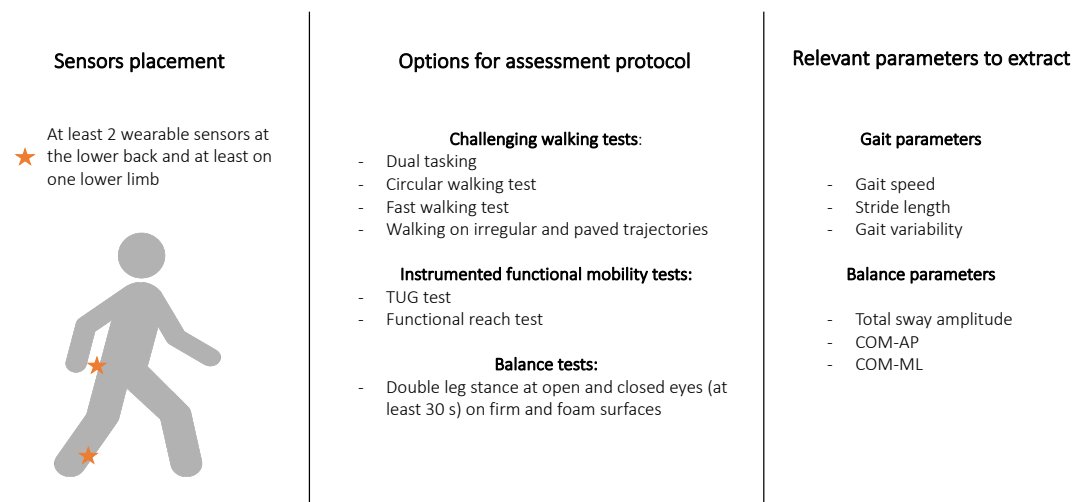 Sensors placement
At least 2 wearable sensors at
the lower back and at least on
one lower limb
Options for assessment protocol
Challenging walking tests:
- Dual tasking
- Circular walking test
- Fast walking test
- Walking on irregular and paved trajectories
Instrumented functional mobility tests:
- TUG test
- Functional reach test
Balance tests:
- Double leg stance at open and closed eyes (at
least 30 s) on firm and foam surfaces
Relevant parameters to extract
Gait parameters
- Gait speed
- Stride length
- Gait variability
Balance parameters
- Total sway amplitude
- COM-AP
- COM-ML